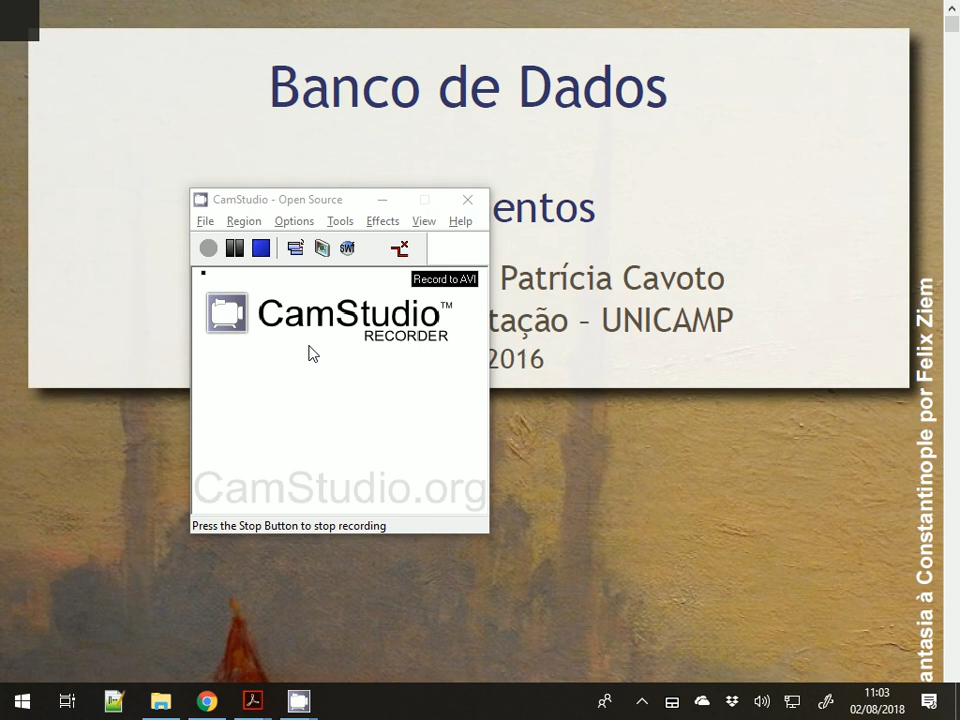 Banco de Dados
entos
Patrícia Cavoto
tação – UNICAMP
2016
CamStudio - Open Source
File Region Options Tools Effects View Help
SWf
Record to AVI
CamStudio™
RECORDER
CamStudio.org
Press the Stop Button to stop recording
antasia à Constantinople por Felix Ziem
11:03
02/08/2018